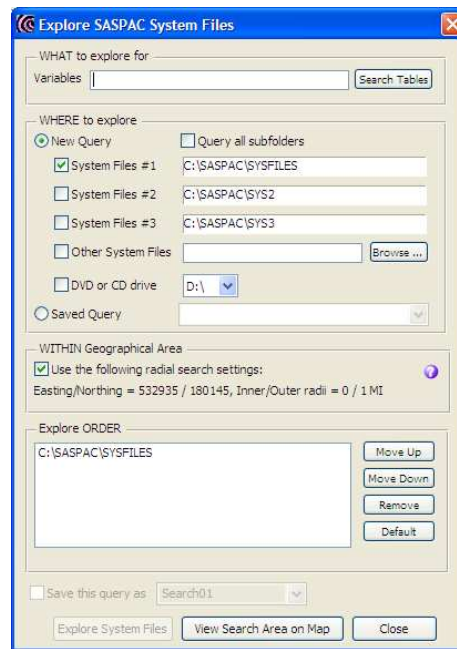 Explore SASPAC System Files
WHAT to explore for
Variables
Search Tables
WHERE to explore
New Query
Query all subfolders
System Files #1
C:\SASPAC\SYSFILES
System Files #2
C:\SASPAC\SYS2
System Files #3
C:\SASPAC\SYS3
Other System Files
Browse ...
DVD or CD drive
D:\
Saved Query
WITHIN Geographical Area
Use the following radial search settings:
?
Easting/Northing = 532935 / 180145, Inner/Outer radii = 0 / 1 MI
Explore ORDER
C:\SASPAC\SYSFILES
Move Up
Move Down
Remove
Default
Save this query as
Search01
Explore System Files
View Search Area on Map
Close